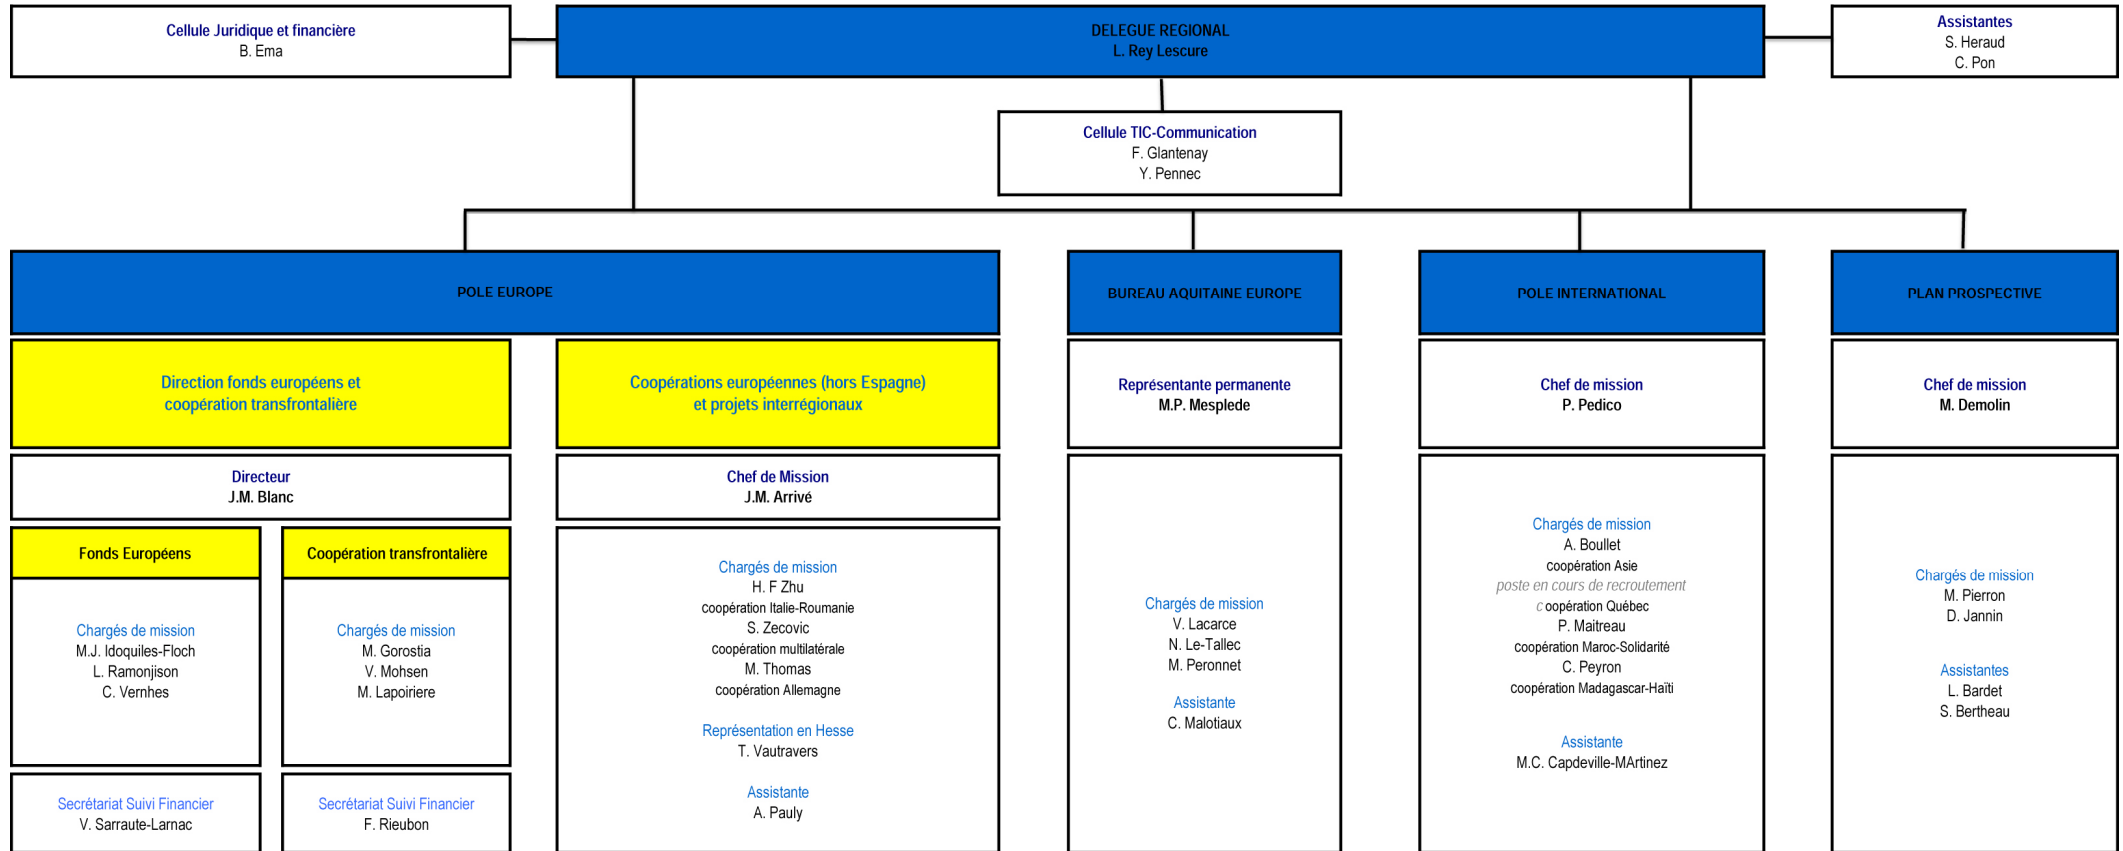 Cellule Juridique et financière
B. Ema
DELEGUE REGIONAL
L. Rey Lescure
Assistantes
S. Heraud
C. Pon
Cellule TIC-Communication
F. Glantenay
Y. Pennec
POLE EUROPE
BUREAU AQUITAINE EUROPE
POLE INTERNATIONAL
PLAN PROSPECTIVE
Direction fonds européens et
coopération transfrontalière
Coopérations européennes (hors Espagne)
et projets interrégionaux
Représentante permanente
M.P. Mesplede
Chef de mission
P. Pedico
Chef de mission
M. Demolin
Directeur
J.M. Blanc
Chef de Mission
J.M. Arrivé
Fonds Européens
Chargés de mission
M.J. Idoquiles-Floch
L. Ramonjison
C. Vernhes
Secrétariat Suivi Financier
V. Sarraute-Larnac
Coopération transfrontalière
Chargés de mission
M. Gorostia
V. Mohsen
M. Lapoiriere
Secrétariat Suivi Financier
F. Rieubon
Chargés de mission
H. F Zhu
coopération Italie-Roumanie
S. Zecovic
coopération multilatérale
M. Thomas
coopération Allemagne
Représentation en Hesse
T. Vautravers
Assistante
A. Pauly
Chargés de mission
V. Lacarce
N. Le-Tallec
M. Peronnet
Assistante
C. Malotiaux
Chargés de mission
A. Boullet
coopération Asie
poste en cours de recrutement
c oopération Québec
P. Maitreau
coopération Maroc-Solidarité
C. Peyron
coopération Madagascar-Haïti
Assistante
M.C. Capdeville-MArtinez
Chargés de mission
M. Pierron
D. Jannin
Assistantes
L. Bardet
S. Bertheau